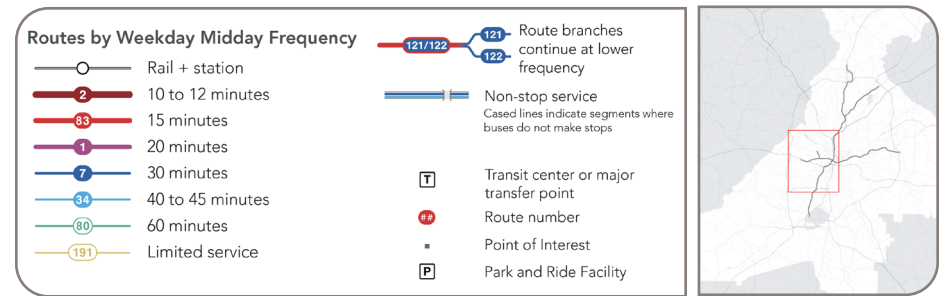 Routes by Weekday Midday Frequency
Rail + station
2 10 to 12 minutes
83 15 minutes
1 20 minutes
7 30 minutes
34 40 to 45 minutes
80 60 minutes
191 Limited service
121/122
121
122
Route branches
continue at lower
frequency
Non-stop service
Cased lines indicate segments where
buses do not make stops
T Transit center or major
transfer point
## Route number
Point of Interest
P Park and Ride Facility